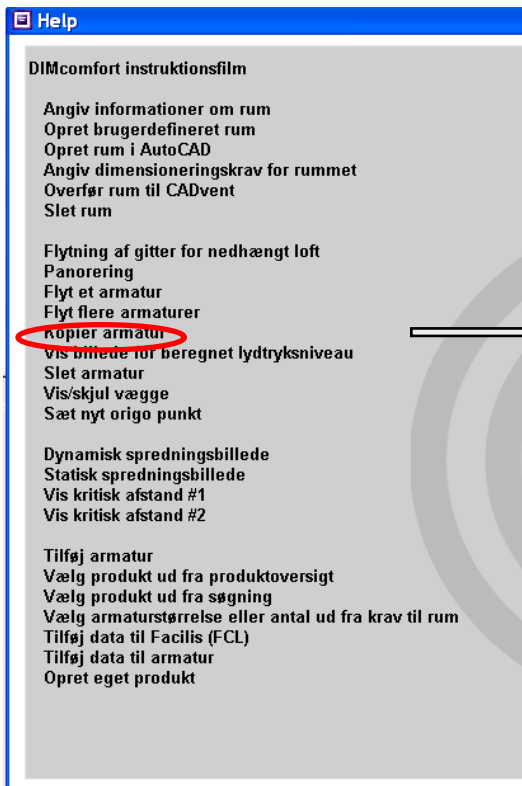 Help
DIMcomfort instruktionsfilm
Angiv informationer om rum
Opret brugerdefineret rum
Opret rum i AutoCAD
Angiv dimensioneringskrav for rummet
Overfør rum til CADvent
Slet rum
Flytning af gitter for nedhængt loft
Panorering
Flyt et armatur
Flyt flere armaturer
Kopier armatur
Vis billede for beregnet lydtryksniveau
Slet armatur
Vis/skjul vægge
Sæt nyt origo punkt
Dynamisk spredningsbillede
Statisk spredningsbillede
Vis kritisk afstand #1
Vis kritisk afstand #2
Tilføj armatur
Vælg produkt ud fra produktoversigt
Vælg produkt ud fra søgning
Vælg armaturstørrelse eller antal ud fra krav til rum
Tilføj data til Facilis (FCL)
Tilføj data til armatur
Opret eget produkt